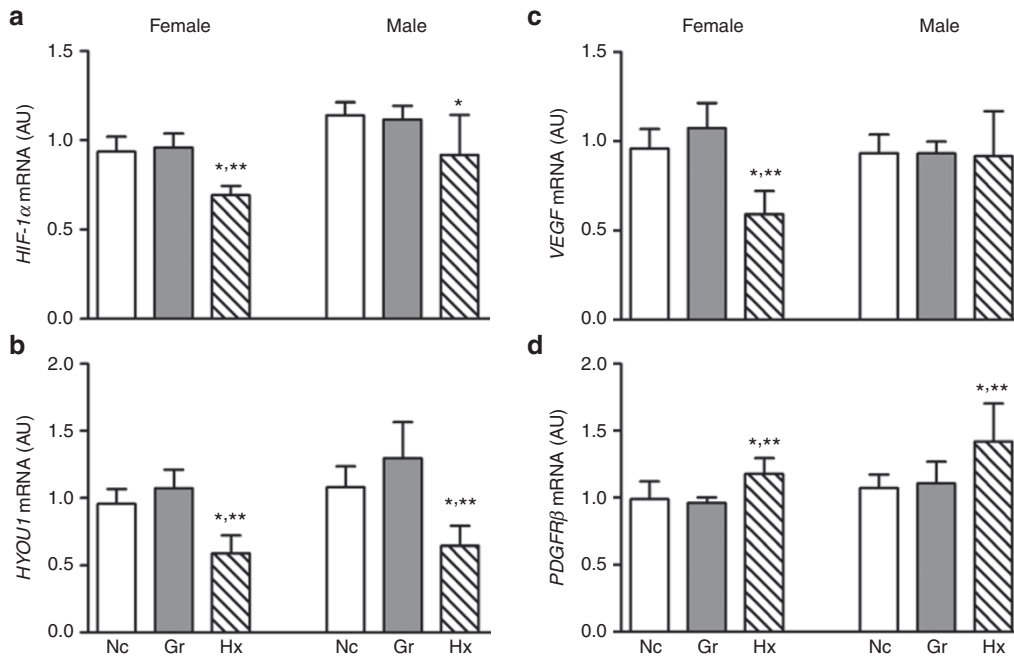 a
Female Male
HIF-1α mRNA (AU)
1.5
1.0
0.5
0.0
*,**
*
b
HYOU1 mRNA (AU)
2.0
1.5
1.0
0.5
0.0
*,**
*,**
Nc Gr Hx Nc Gr Hx
c
Female Male
VEGF mRNA (AU)
1.5
1.0
0.5
0.0
*,**
d
PDGFRβ mRNA (AU)
2.0
1.5
1.0
0.5
0.0
*,**
*,**
Nc Gr Hx Nc Gr Hx